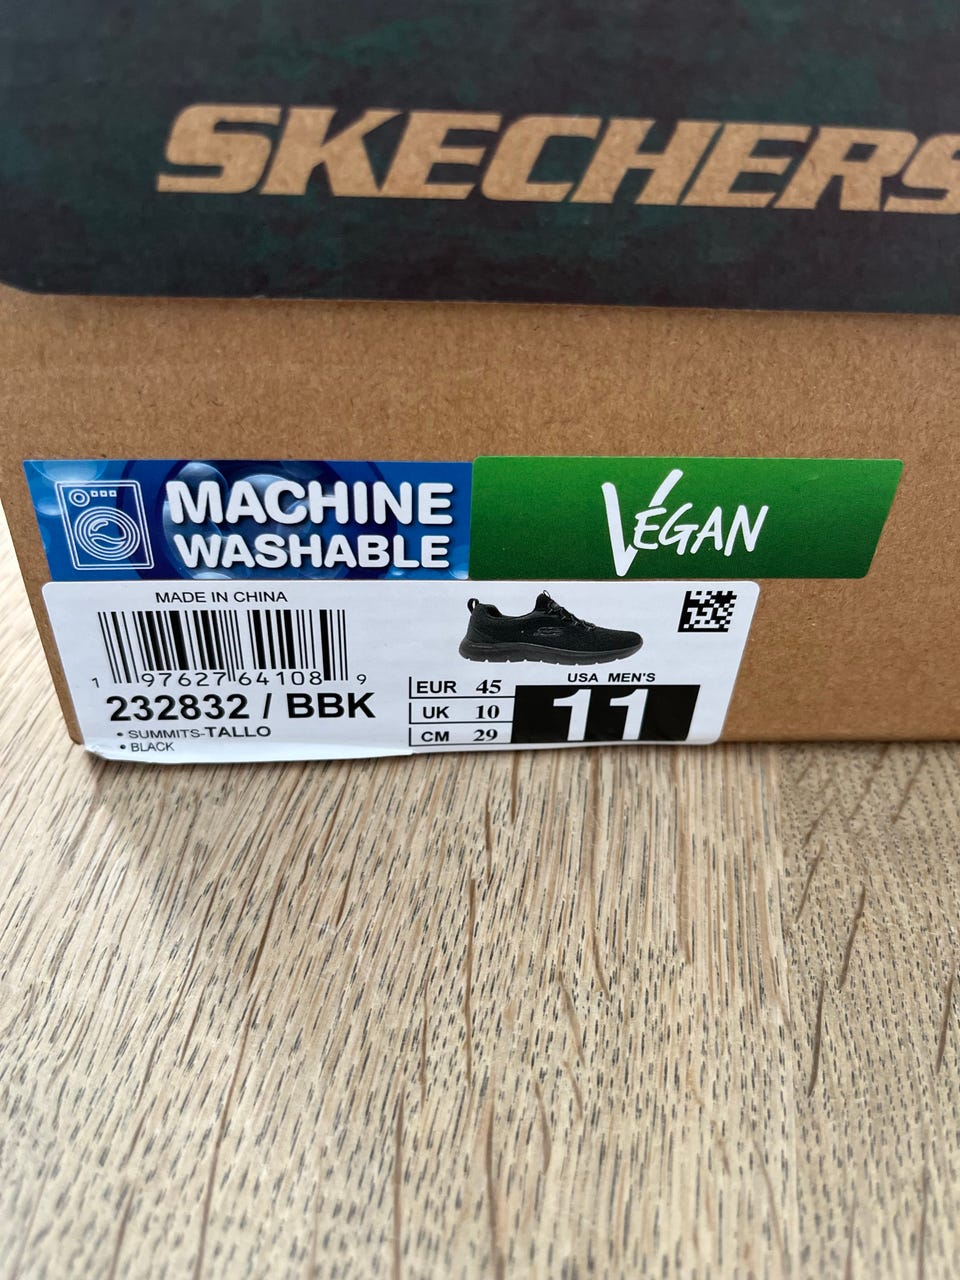 SKECHERS
MACHINE
WASHABLE
VEGAN
MADE IN CHINA
1 97627 64108 9
232832 / BBK
• SUMMITS-TALLO
• BLACK
EUR 45
UK 10
CM 29
USA MEN'S
11